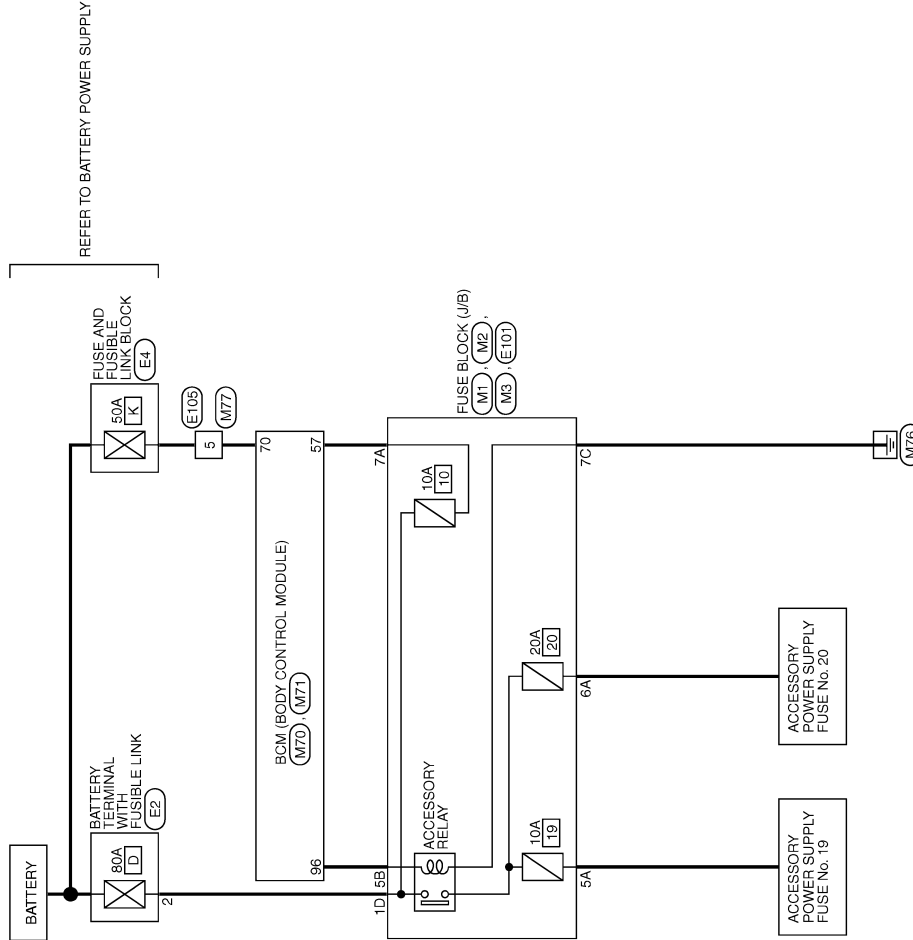 REFER TO BATTERY POWER SUPPLY
BATTERY
80A
D
BATTERY
TERMINAL
WITH
FUSIBLE LINK
E2
2
50A
K
FUSE AND
FUSIBLE
LINK BLOCK
E4
5
E105
M77
70
BCM (BODY CONTROL MODULE)
M70 , M71
96
57
1D
5B
7A
FUSE BLOCK (J/B)
M1 , M2 ,
M3 , E101
ACCESSORY
RELAY
10A
10
10A
19
20A
20
5A
6A
7C
ACCESSORY
POWER SUPPLY
FUSE No. 19
ACCESSORY
POWER SUPPLY
FUSE No. 20
M76